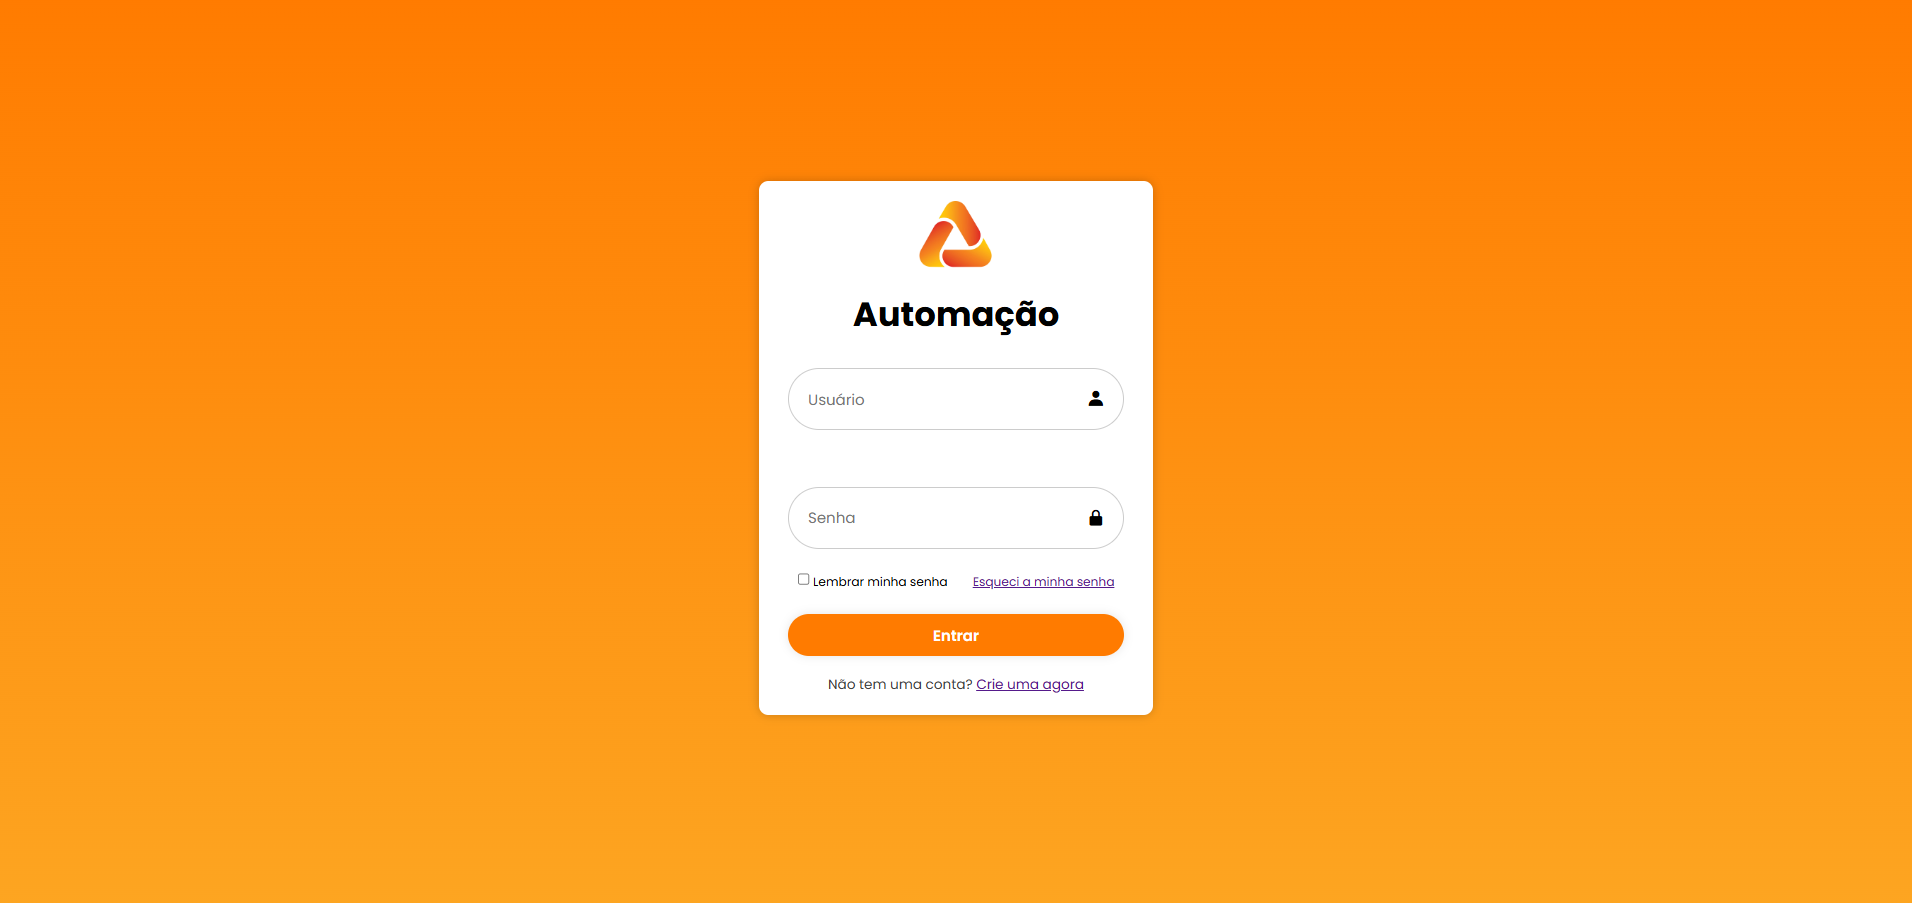 Automação
Usuário
Senha
Lembrar minha senha Esqueci a minha senha
Entrar
Não tem uma conta? Crie uma agora